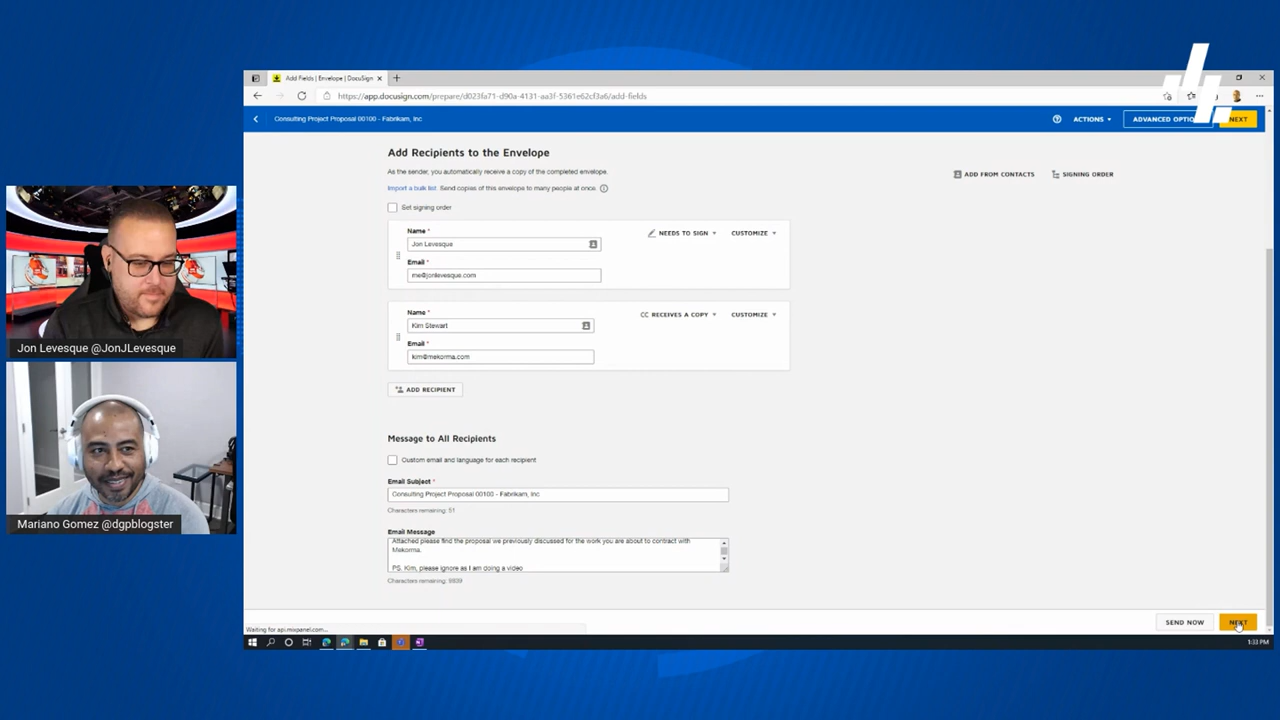 Add Fields | Envelope | DocuSign
https://app.docusign.com/prepare/d023fa71-d90a-4131-aa3f-5361e62cf3a6/add-fields
Consulting Project Proposal 00100 - Fabrikam, Inc
ACTIONS
ADVANCED OPTIO
NEXT
Add Recipients to the Envelope
As the sender, you automatically receive a copy of the completed envelope.
Import a bulk list. Send copies of this envelope to many people at once.
ADD FROM CONTACTS
SIGNING ORDER
Set signing order
Name *
Jon Levesque
NEEDS TO SIGN
CUSTOMIZE
Email *
me@jonlevesque.com
Name *
Kim Stewart
CC RECEIVES A COPY
CUSTOMIZE
Email *
kim@mekorma.com
ADD RECIPIENT
Message to All Recipients
Custom email and language for each recipient
Email Subject *
Consulting Project Proposal 00100 - Fabrikam, Inc
Characters remaining: 51
Email Message
Attached please find the proposal we previously discussed for the work you are about to contract with
Mekorma.
PS. Kim, please ignore as I am doing a video
Characters remaining: 9839
SEND NOW
NEXT
Waiting for api.mixpanel.com...
1:33 PM
Jon Levesque @JonJLevesque
Mariano Gomez @dgpblogster